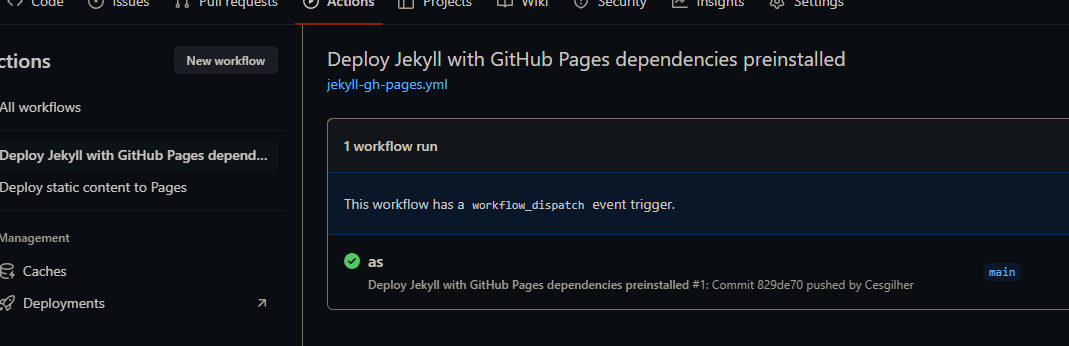 Code Issues Pull requests Actions Projects Wiki Security Insights Settings
ctions
New workflow
All workflows
Deploy Jekyll with GitHub Pages depend...
Deploy static content to Pages
Management
Caches
Deployments
Deploy Jekyll with GitHub Pages dependencies preinstalled
jekyll-gh-pages.yml
1 workflow run
This workflow has a workflow_dispatch event trigger.
as
Deploy Jekyll with GitHub Pages dependencies preinstalled #1: Commit 829de70 pushed by Cesgilher
main